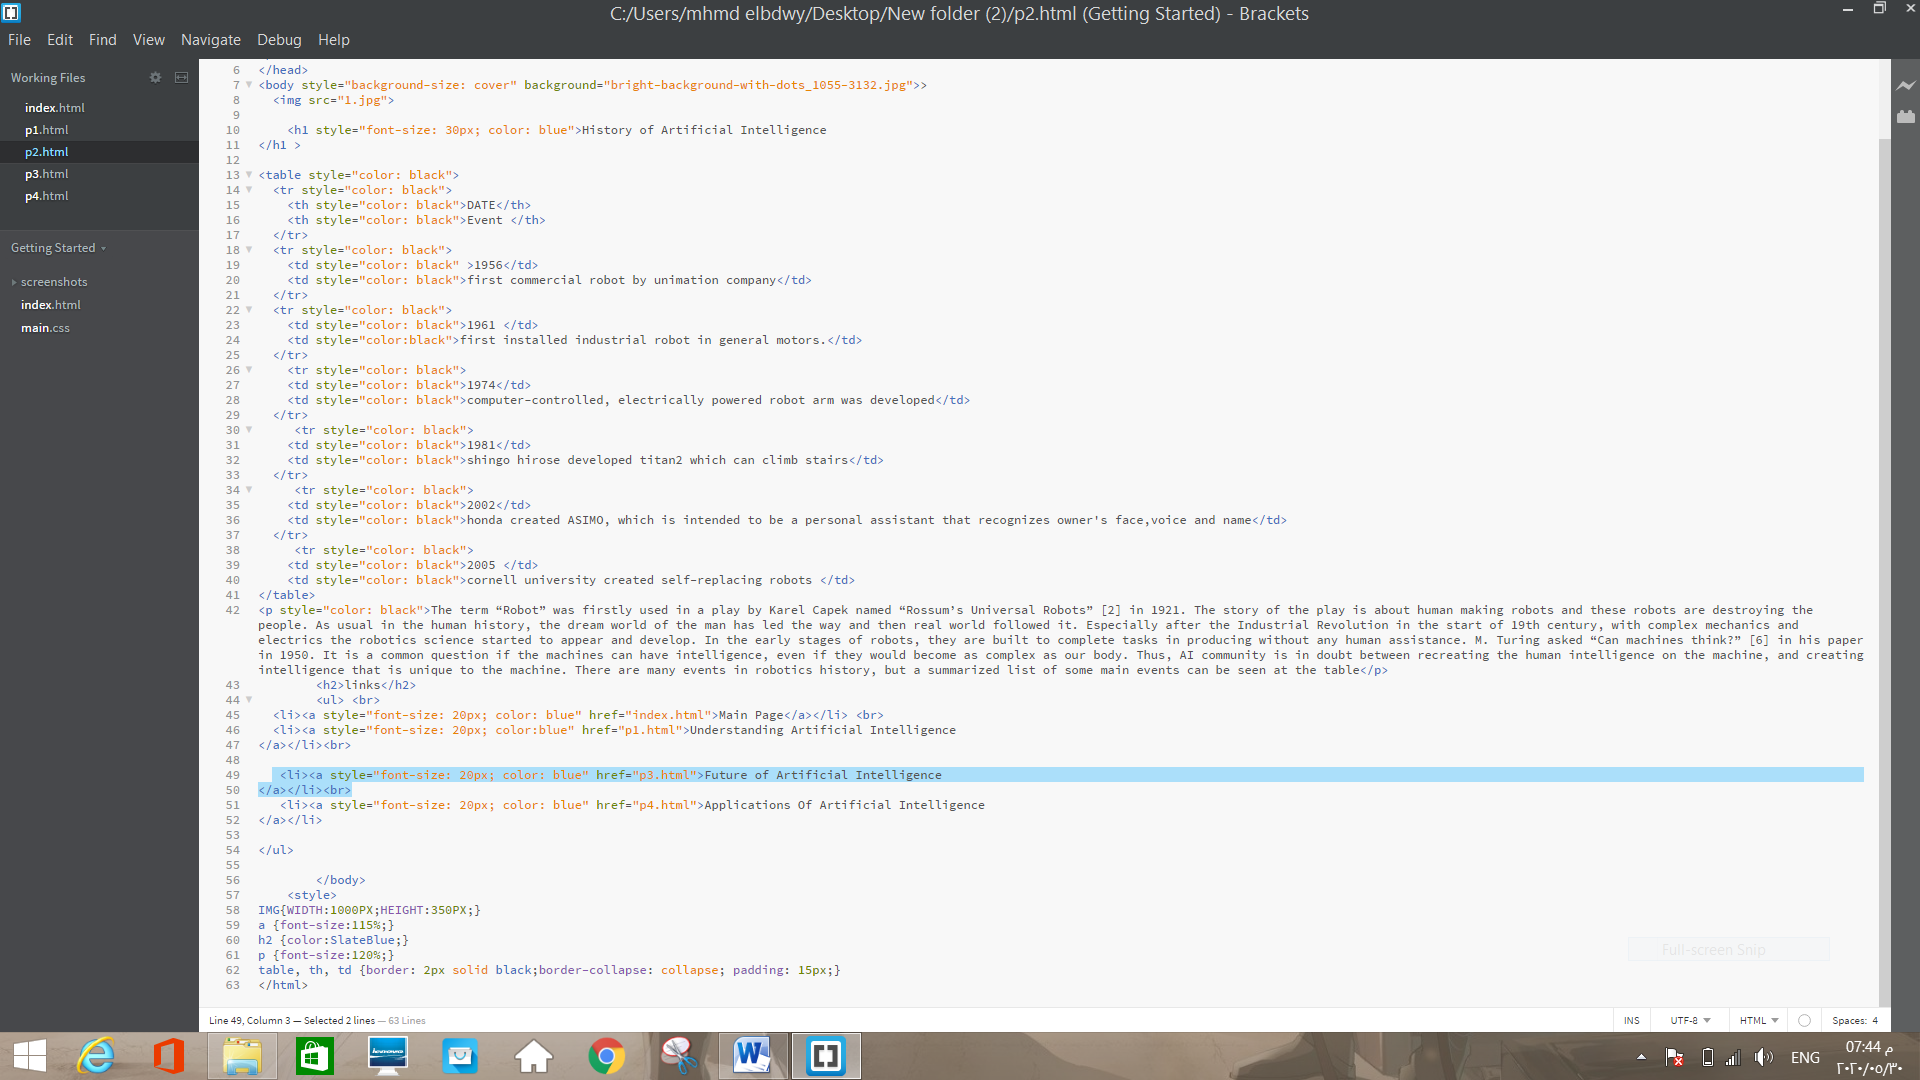 C:/Users/mhmd elbdwy/Desktop/New folder (2)/p2.html (Getting Started) - Brackets
File Edit Find View Navigate Debug Help
Working Files
index.html
p1.html
p2.html
p3.html
p4.html
Getting Started
screenshots
index.html
main.css
6 </head>
7 <body style="background-size: cover" background="bright-background-with-dots_1055-3132.jpg">>
8 <img src="1.jpg">
9
10 <h1 style="font-size: 30px; color: blue">History of Artificial Intelligence
11 </h1 >
12
13 <table style="color: black">
14 <tr style="color: black">
15 <th style="color: black">DATE</th>
16 <th style="color: black">Event </th>
17 </tr>
18 <tr style="color: black">
19 <td style="color: black" >1956</td>
20 <td style="color: black">first commercial robot by unimation company</td>
21 </tr>
22 <tr style="color: black">
23 <td style="color: black">1961 </td>
24 <td style="color:black">first installed industrial robot in general motors.</td>
25 </tr>
26 <tr style="color: black">
27 <td style="color: black">1974</td>
28 <td style="color: black">computer-controlled, electrically powered robot arm was developed</td>
29 </tr>
30 <tr style="color: black">
31 <td style="color: black">1981</td>
32 <td style="color: black">shingo hirose developed titan2 which can climb stairs</td>
33 </tr>
34 <tr style="color: black">
35 <td style="color: black">2002</td>
36 <td style="color: black">honda created ASIMO, which is intended to be a personal assistant that recognizes owner's face,voice and name</td>
37 </tr>
38 <tr style="color: black">
39 <td style="color: black">2005 </td>
40 <td style="color: black">cornell university created self-replacing robots </td>
41 </table>
42 <p style="color: black">The term “Robot” was firstly used in a play by Karel Capek named “Rossum’s Universal Robots” [2] in 1921. The story of the play is about human making robots and these robots are destroying the
people. As usual in the human history, the dream world of the man has led the way and then real world followed it. Especially after the Industrial Revolution in the start of 19th century, with complex mechanics and
electrics the robotics science started to appear and develop. In the early stages of robots, they are built to complete tasks in producing without any human assistance. M. Turing asked “Can machines think?” [6] in his paper
in 1950. It is a common question if the machines can have intelligence, even if they would become as complex as our body. Thus, AI community is in doubt between recreating the human intelligence on the machine, and creating
intelligence that is unique to the machine. There are many events in robotics history, but a summarized list of some main events can be seen at the table</p>
43 <h2>links</h2>
44 <ul> <br>
45 <li><a style="font-size: 20px; color: blue" href="index.html">Main Page</a></li> <br>
46 <li><a style="font-size: 20px; color:blue" href="p1.html">Understanding Artificial Intelligence
47 </a></li><br>
48
49 <li><a style="font-size: 20px; color: blue" href="p3.html">Future of Artificial Intelligence
50 </a></li><br>
51 <li><a style="font-size: 20px; color: blue" href="p4.html">Applications Of Artificial Intelligence
52 </a></li>
53
54 </ul>
55
56 </body>
57 <style>
58 IMG{WIDTH:1000PX;HEIGHT:350PX;}
59 a {font-size:115%;}
60 h2 {color:SlateBlue;}
61 p {font-size:120%;}
62 table, th, td {border: 2px solid black;border-collapse: collapse; padding: 15px;}
63 </html>
Full-screen Snip
Line 49, Column 3 — Selected 2 lines — 63 Lines
INS UTF-8 HTML Spaces: 4
lenovo
ENG
07:44 م
٢٠٢٠/٠٥/٣٠